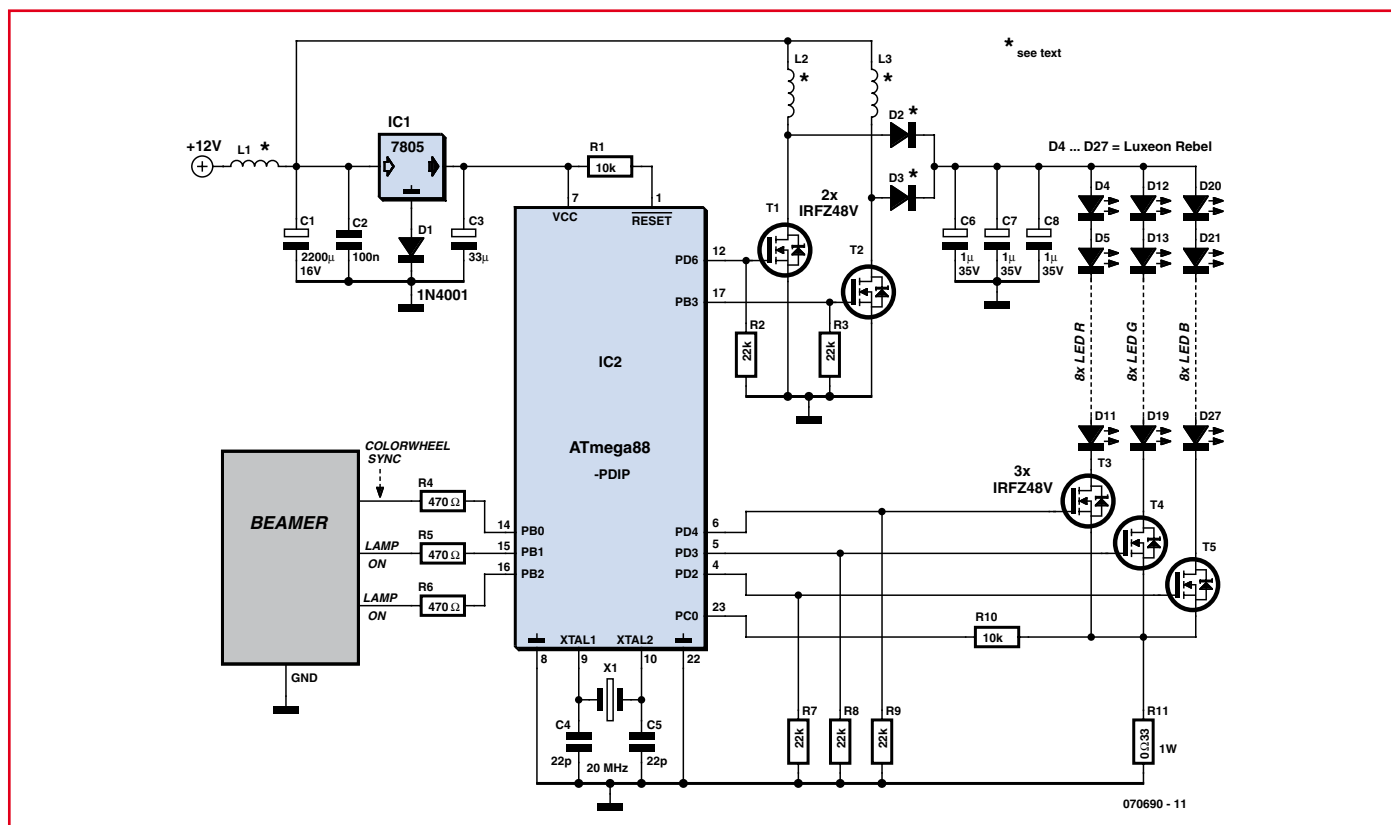 * see text
L2
*
L3
*
D2 *
D3 *
D4 ... D27 = Luxeon Rebel
+12V
L1 *
IC1
7805
R1
10k
C1
2200µ
16V
C2
100n
D1
1N4001
C3
33µ
7
VCC
1
RESET
2x
IRFZ48V
T1
T2
C6
1µ
35V
C7
1µ
35V
C8
1µ
35V
D4
D12
D20
D5
D13
D21
12
PD6
17
PB3
R2
22k
R3
22k
8x LED R
8x LED G
8x LED B
IC2
ATmega88
-PDIP
D11
D19
D27
3x
IRFZ48V
T3
T4
T5
BEAMER
COLORWHEEL
SYNC
R4
470 Ω
14
PB0
LAMP
ON
R5
470 Ω
15
PB1
LAMP
ON
R6
470 Ω
16
PB2
GND
6
PD4
5
PD3
4
PD2
23
PC0
R10
10k
XTAL1
XTAL2
8
9
10
22
X1
C4
22p
20 MHz
C5
22p
R7
22k
R8
22k
R9
22k
R11
0Ω33
1W
070690 - 11